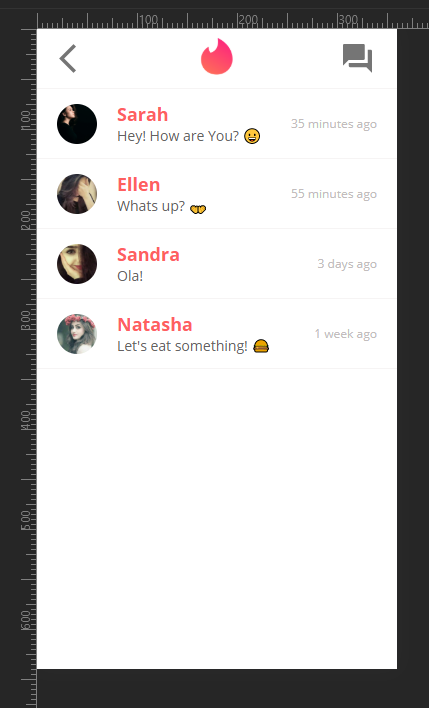 100 200 300
100
200
300
400
500
600
Sarah
35 minutes ago
Hey! How are You? 😀
Ellen
55 minutes ago
Whats up?
Sandra
3 days ago
Ola!
Natasha
1 week ago
Let's eat something! 🍔